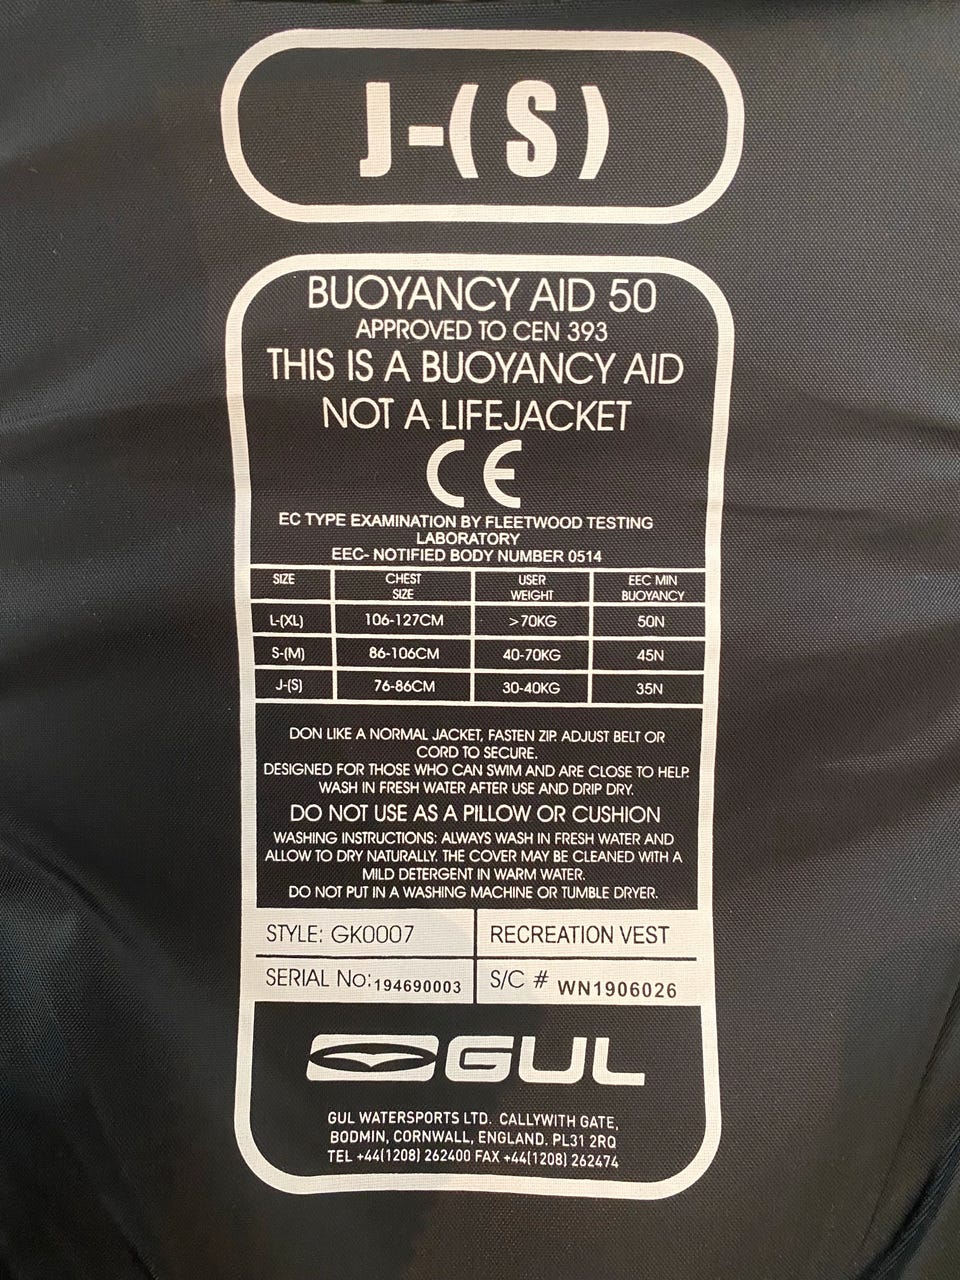 J-(S)
BUOYANCY AID 50
APPROVED TO CEN 393
THIS IS A BUOYANCY AID
NOT A LIFEJACKET
CE
EC TYPE EXAMINATION BY FLEETWOOD TESTING
LABORATORY
EEC- NOTIFIED BODY NUMBER 0514
SIZE CHEST SIZE USER WEIGHT EEC MIN BUOYANCY
L-(XL) 106-127CM >70KG 50N
S-(M) 86-106CM 40-70KG 45N
J-(S) 76-86CM 30-40KG 35N
DON LIKE A NORMAL JACKET, FASTEN ZIP. ADJUST BELT OR
CORD TO SECURE.
DESIGNED FOR THOSE WHO CAN SWIM AND ARE CLOSE TO HELP.
WASH IN FRESH WATER AFTER USE AND DRIP DRY.
DO NOT USE AS A PILLOW OR CUSHION
WASHING INSTRUCTIONS: ALWAYS WASH IN FRESH WATER AND
ALLOW TO DRY NATURALLY. THE COVER MAY BE CLEANED WITH A
MILD DETERGENT IN WARM WATER.
DO NOT PUT IN A WASHING MACHINE OR TUMBLE DRYER.
STYLE: GK0007 RECREATION VEST
SERIAL No: 194690003 S/C # WN1906026
GUL
GUL WATERSPORTS LTD. CALLYWITH GATE,
BODMIN, CORNWALL, ENGLAND. PL31 2RQ
TEL +44(1208) 262400 FAX +44(1208) 262474